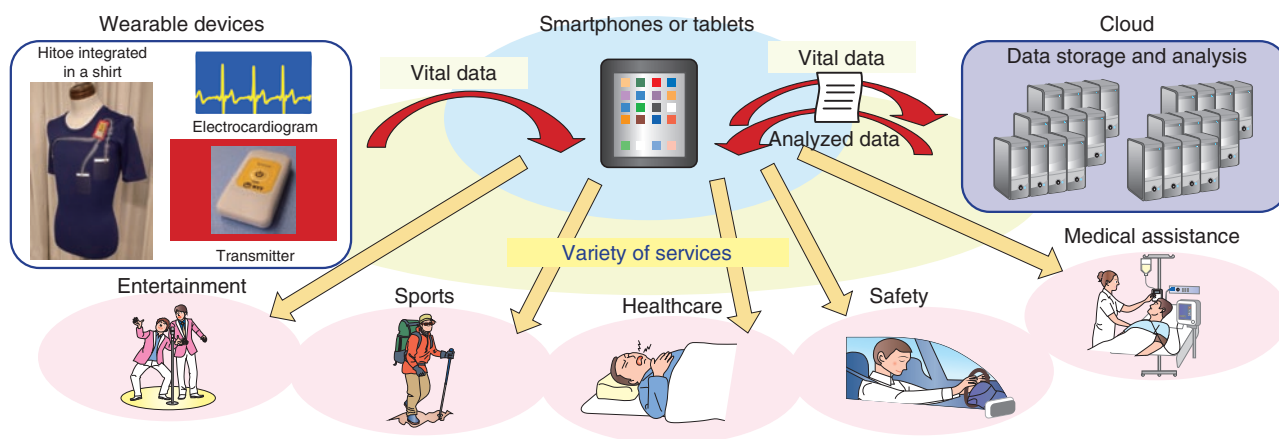 Wearable devices
Smartphones or tablets
Cloud
Hitoe integrated
in a shirt
Electrocardiogram
Transmitter
Vital data
Vital data
Analyzed data
Data storage and analysis
Variety of services
Entertainment
Sports
Healthcare
Safety
Medical assistance